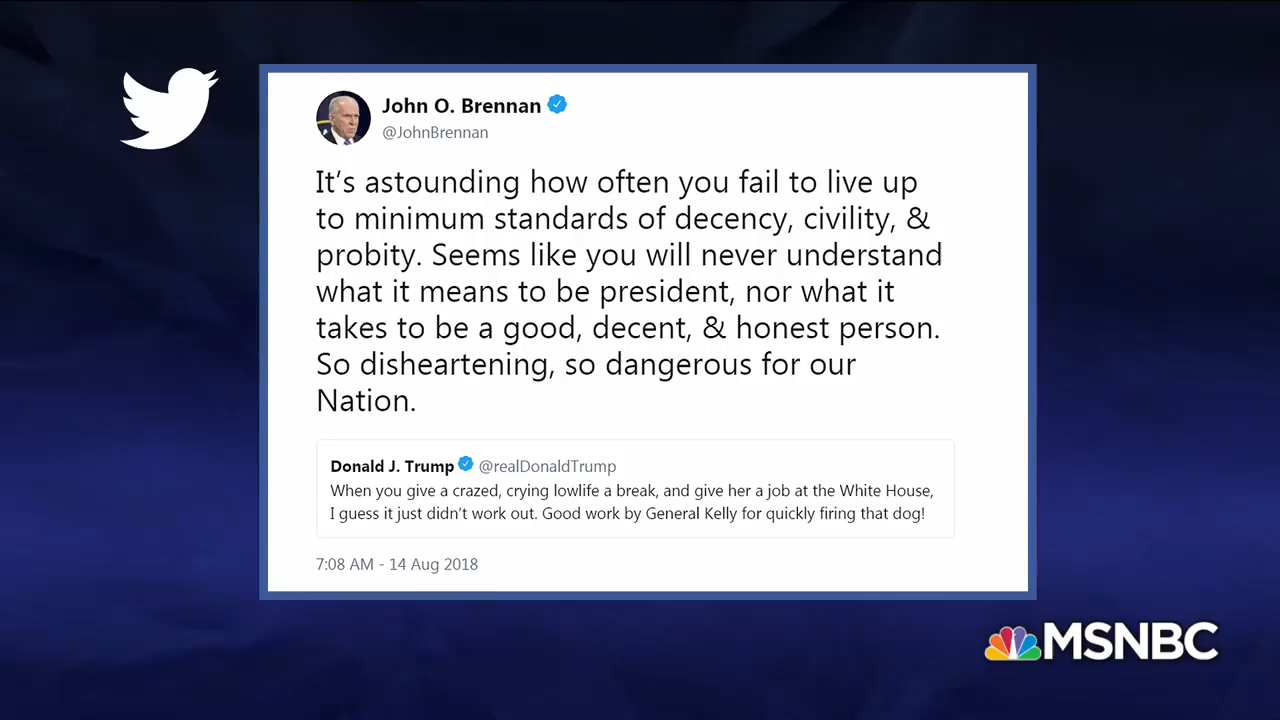 John O. Brennan
@JohnBrennan
It’s astounding how often you fail to live up
to minimum standards of decency, civility, &
probity. Seems like you will never understand
what it means to be president, nor what it
takes to be a good, decent, & honest person.
So disheartening, so dangerous for our
Nation.
Donald J. Trump @realDonaldTrump
When you give a crazed, crying lowlife a break, and give her a job at the White House,
I guess it just didn’t work out. Good work by General Kelly for quickly firing that dog!
7:08 AM - 14 Aug 2018
MSNBC